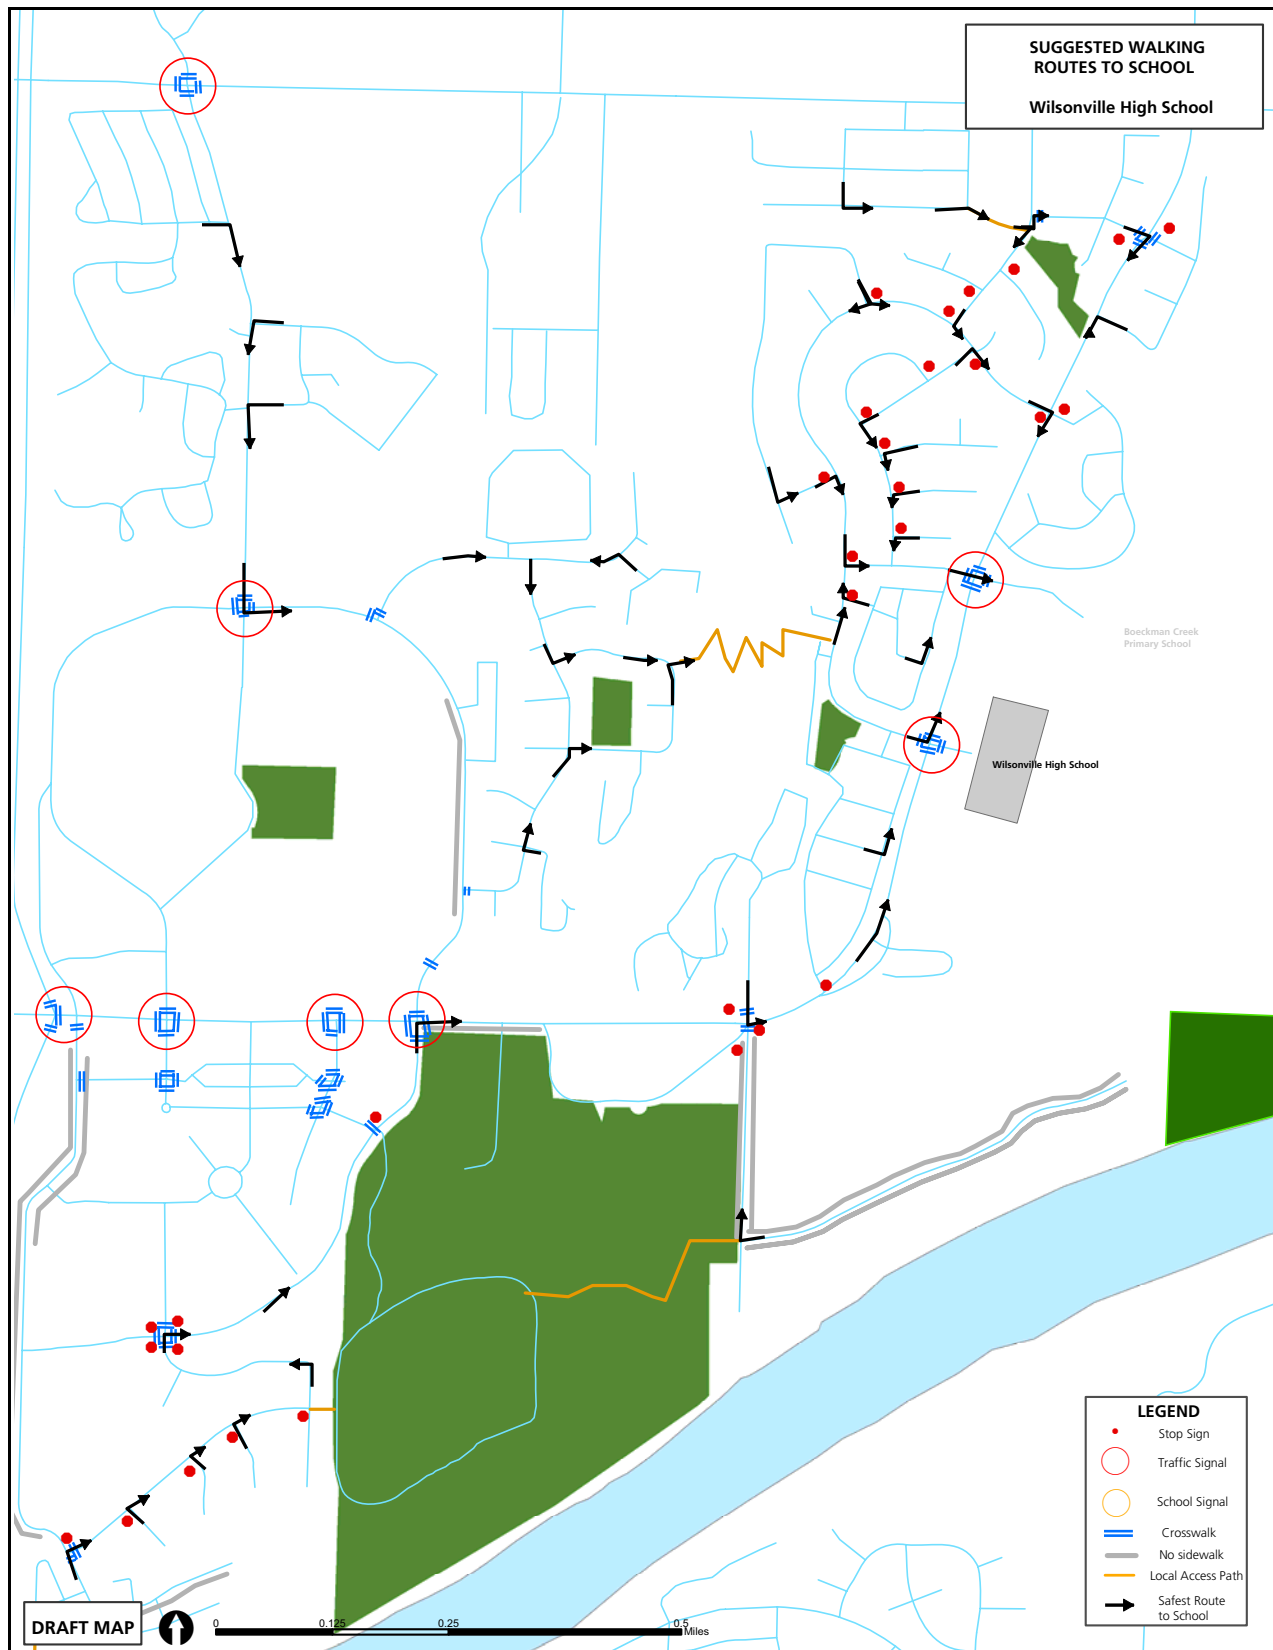 SUGGESTED WALKING
ROUTES TO SCHOOL
Wilsonville High School
Boeckman Creek
Primary School
Wilsonville High School
LEGEND
Stop Sign
Traffic Signal
School Signal
Crosswalk
No sidewalk
Local Access Path
Safest Route
to School
DRAFT MAP
0 0.125 0.25 0.5
Miles